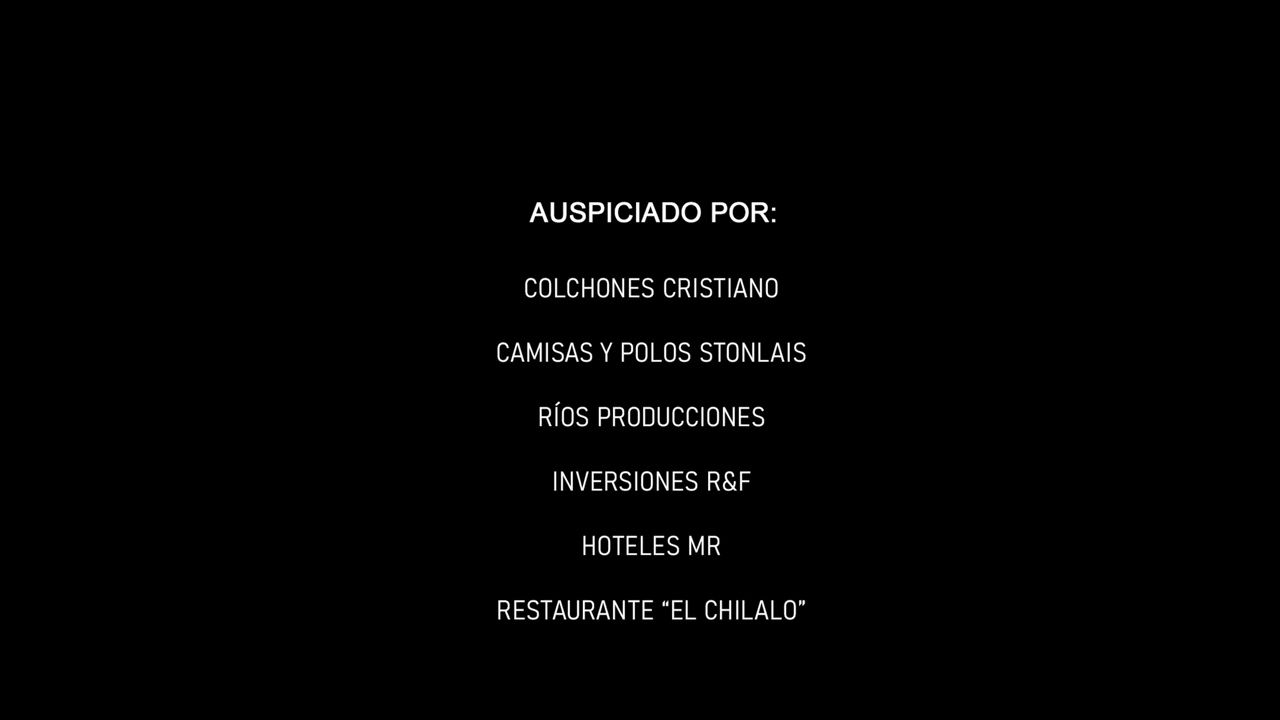 AUSPICIADO POR:
COLCHONES CRISTIANO
CAMISAS Y POLOS STONLAIS
RÍOS PRODUCCIONES
INVERSIONES R&F
HOTELES MR
RESTAURANTE “EL CHILALO”